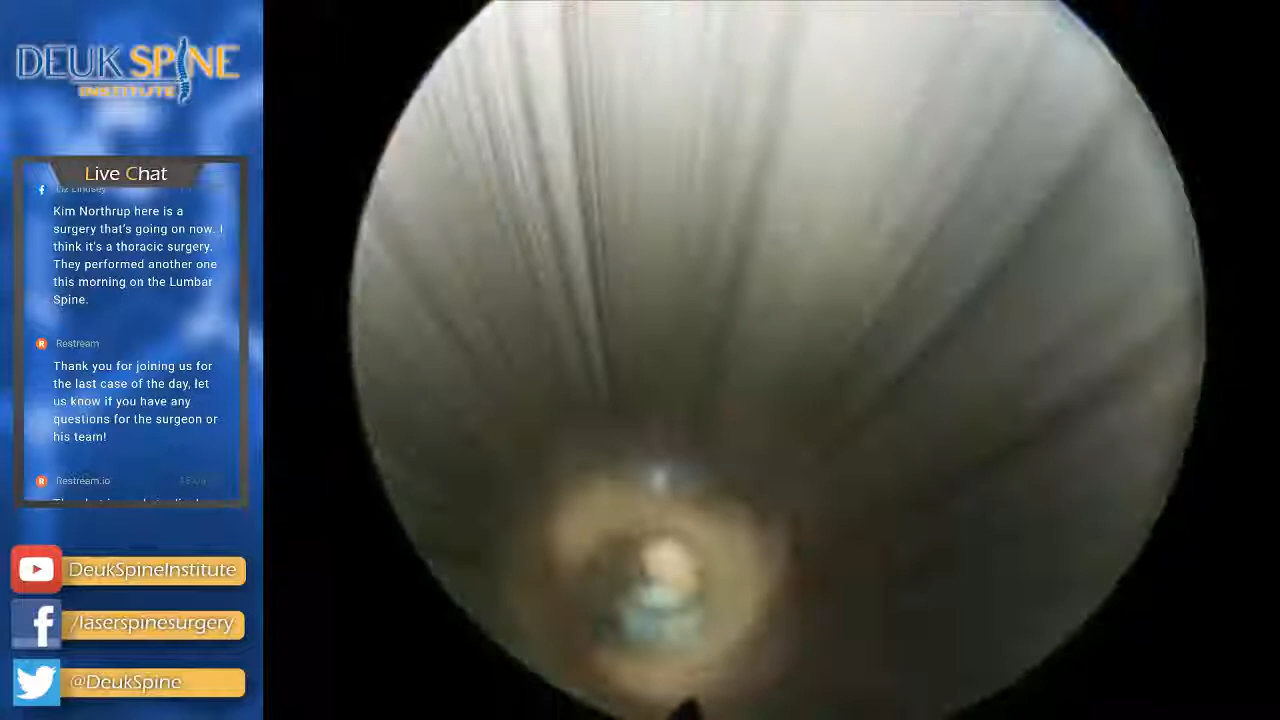 DEUK SPINE
INSTITUTE
Live Chat
Liz Lindsey
Kim Northrup here is a
surgery that's going on now. I
think it's a thoracic surgery.
They performed another one
this morning on the Lumbar
Spine.
Restream
Thank you for joining us for
the last case of the day, let
us know if you have any
questions for the surgeon or
his team!
Restream.io
DeukSpineInstitute
/laserspinesurgery
@DeukSpine